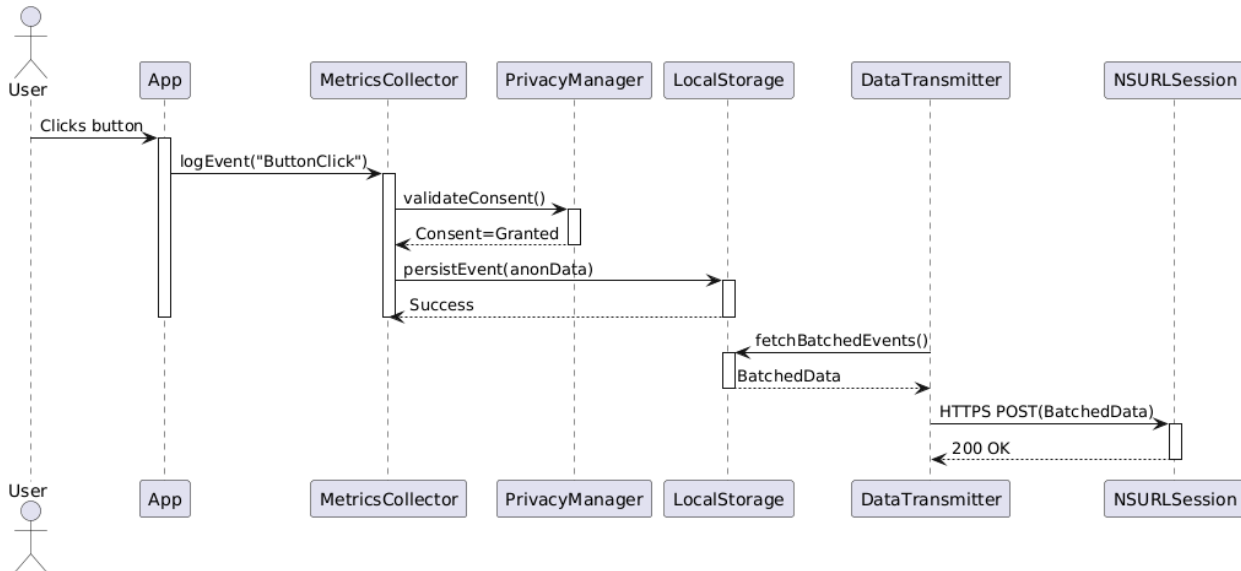 User
App
MetricsCollector
PrivacyManager
LocalStorage
DataTransmitter
NSURLSession
Clicks button
logEvent("ButtonClick")
validateConsent()
Consent=Granted
persistEvent(anonData)
Success
fetchBatchedEvents()
BatchedData
HTTPS POST(BatchedData)
200 OK
User
App
MetricsCollector
PrivacyManager
LocalStorage
DataTransmitter
NSURLSession